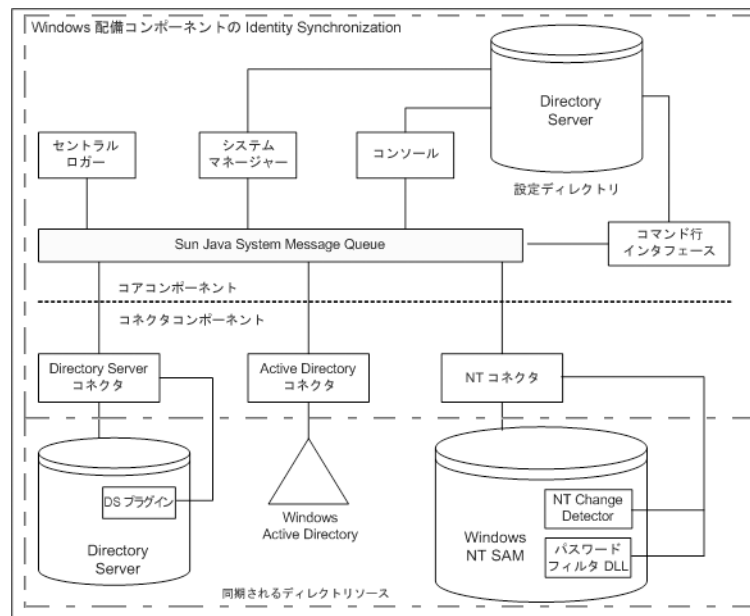 Windows 配備コンポーネントの Identity Synchronization
Directory
Server
セントラル
ロガー
システム
マネージャー
コンソール
設定ディレクトリ
Sun Java System Message Queue
コマンド行
インタフェース
コアコンポーネント
コネクタコンポーネント
Directory Server
コネクタ
Active Directory
コネクタ
NT コネクタ
DS プラグイン
Directory
Server
Windows
Active Directory
Windows
NT SAM
NT Change
Detector
パスワード
フィルタ DLL
同期されるディレクトリソース